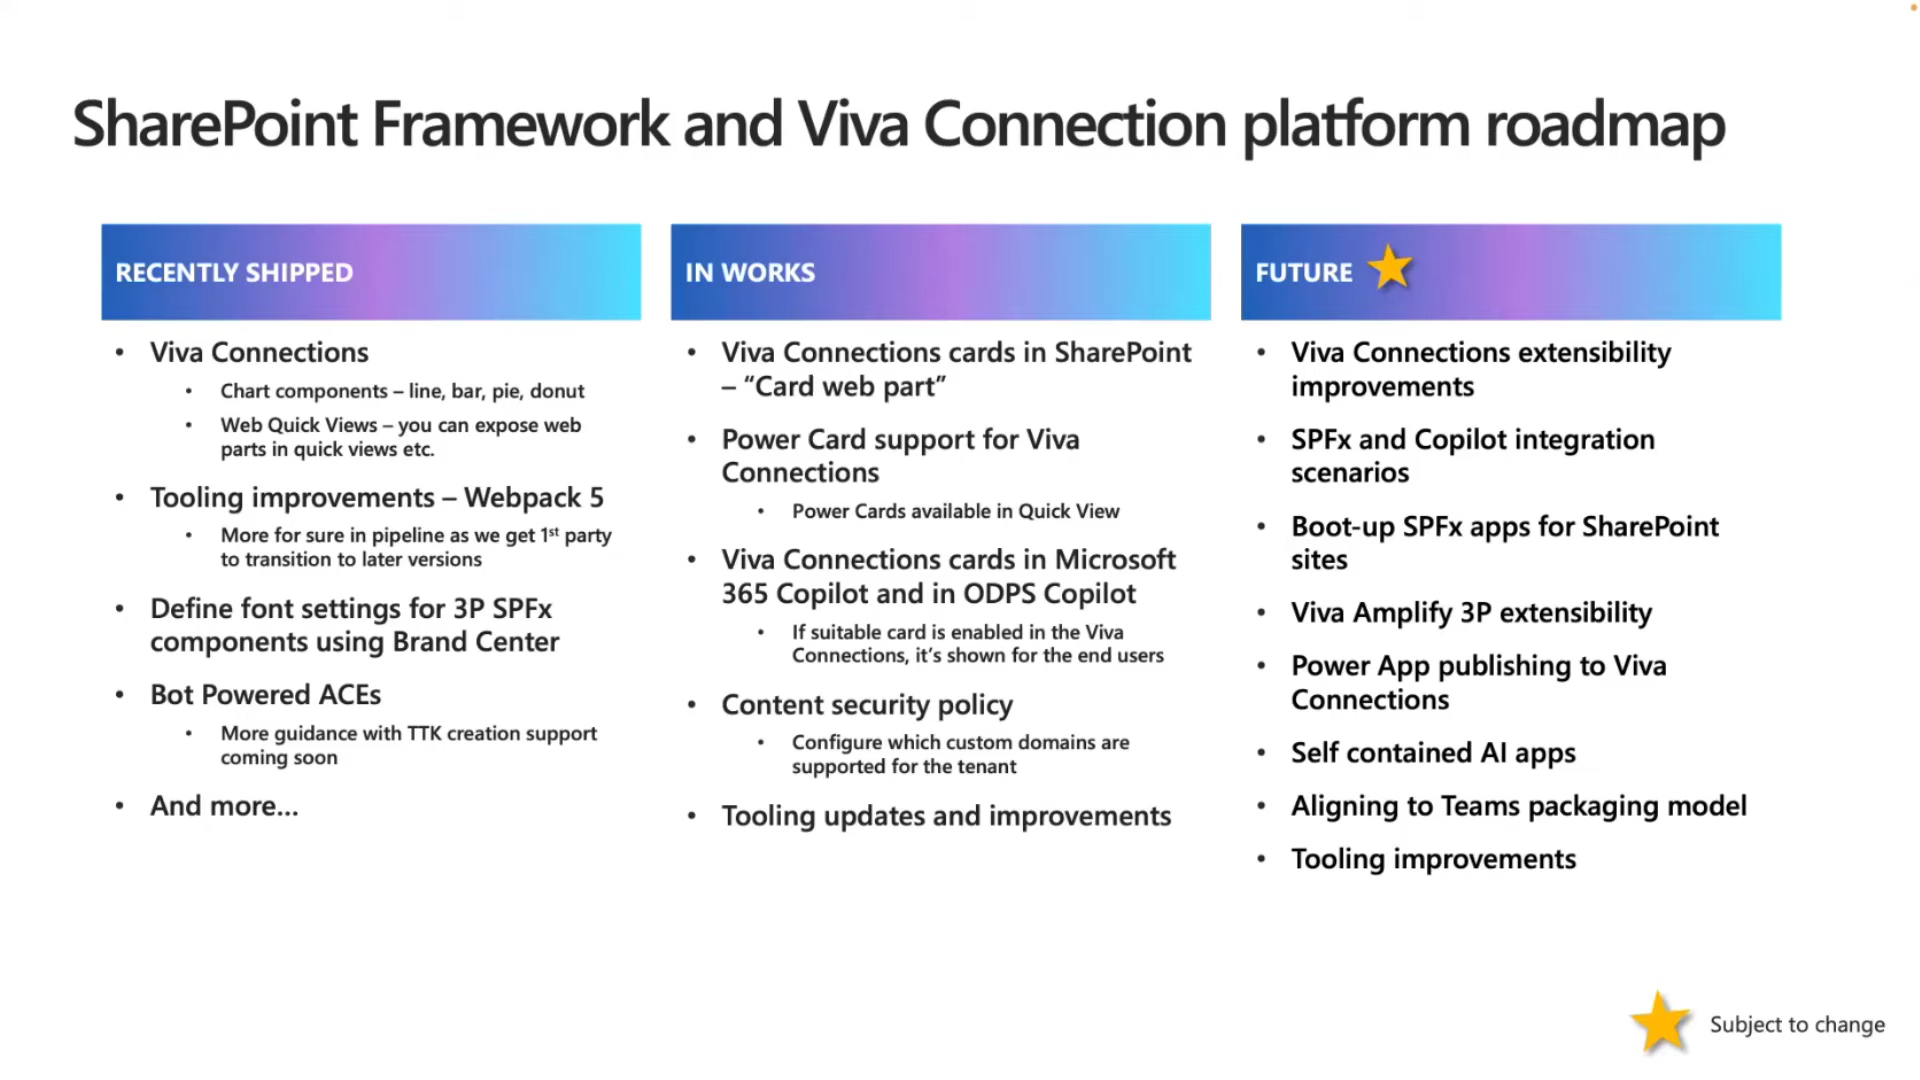 SharePoint Framework and Viva Connection platform roadmap
RECENTLY SHIPPED
• Viva Connections
• Chart components – line, bar, pie, donut
• Web Quick Views – you can expose web
parts in quick views etc.
• Tooling improvements – Webpack 5
• More for sure in pipeline as we get 1st party
to transition to later versions
• Define font settings for 3P SPFx
components using Brand Center
• Bot Powered ACEs
• More guidance with TTK creation support
coming soon
• And more...
IN WORKS
• Viva Connections cards in SharePoint
– “Card web part”
• Power Card support for Viva
Connections
• Power Cards available in Quick View
• Viva Connections cards in Microsoft
365 Copilot and in ODPS Copilot
• If suitable card is enabled in the Viva
Connections, it’s shown for the end users
• Content security policy
• Configure which custom domains are
supported for the tenant
• Tooling updates and improvements
FUTURE
• Viva Connections extensibility
improvements
• SPFx and Copilot integration
scenarios
• Boot-up SPFx apps for SharePoint
sites
• Viva Amplify 3P extensibility
• Power App publishing to Viva
Connections
• Self contained AI apps
• Aligning to Teams packaging model
• Tooling improvements
Subject to change